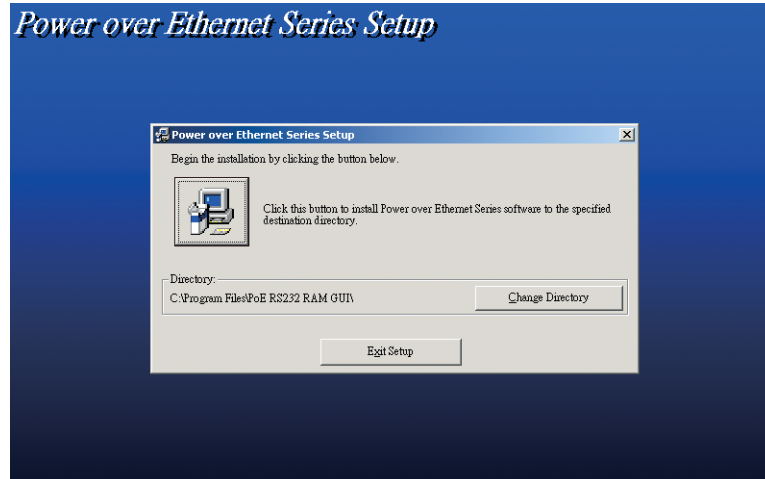 Power over Ethernet Series Setup
Power over Ethernet Series Setup
Begin the installation by clicking the button below.
Click this button to install Power over Ethernet Series software to the specified
destination directory.
Directory:
C:\Program Files\PoE RS232 RAM GUI\
Change Directory
Exit Setup